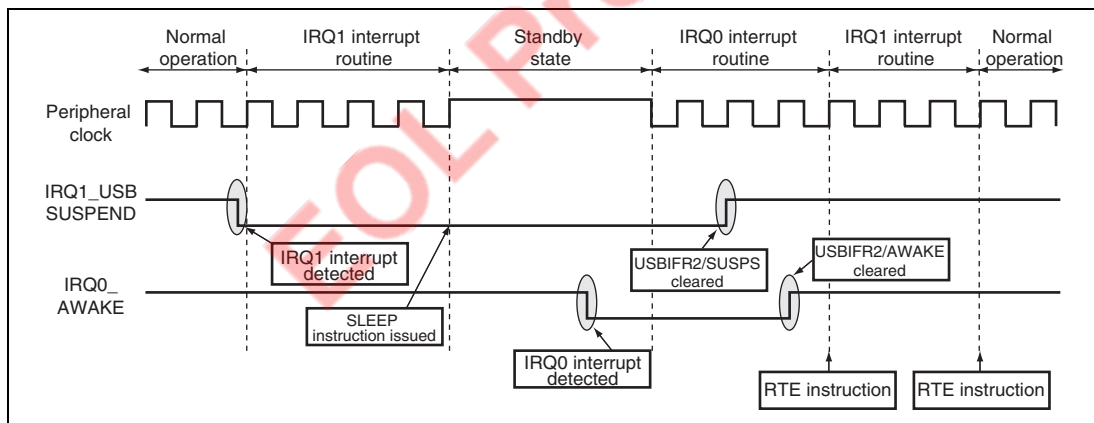 Normal
operation
IRQ1 interrupt
routine
Standby
state
IRQ0 interrupt
routine
IRQ1 interrupt
routine
Normal
operation
Peripheral
clock
IRQ1_USB
SUSPEND
IRQ1 interrupt
detected
USBIFR2/SUSPS
cleared
USBIFR2/AWAKE
cleared
IRQ0_
AWAKE
SLEEP
instruction issued
IRQ0 interrupt
detected
RTE instruction
RTE instruction
EOL Pro